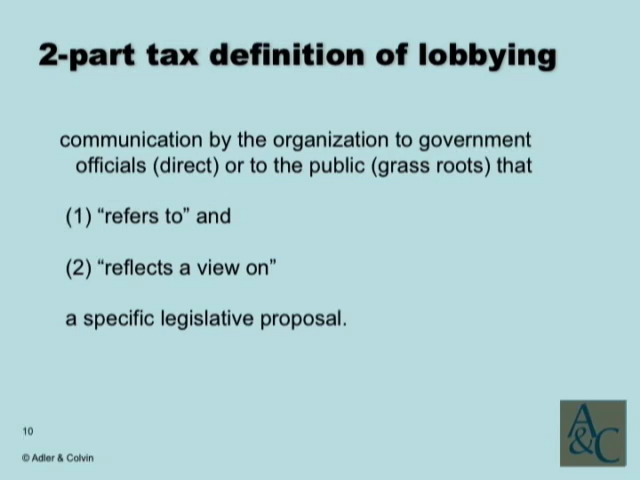 2-part tax definition of lobbying
communication by the organization to government
officials (direct) or to the public (grass roots) that
(1) “refers to” and
(2) “reflects a view on”
a specific legislative proposal.
10
© Adler & Colvin
A&C